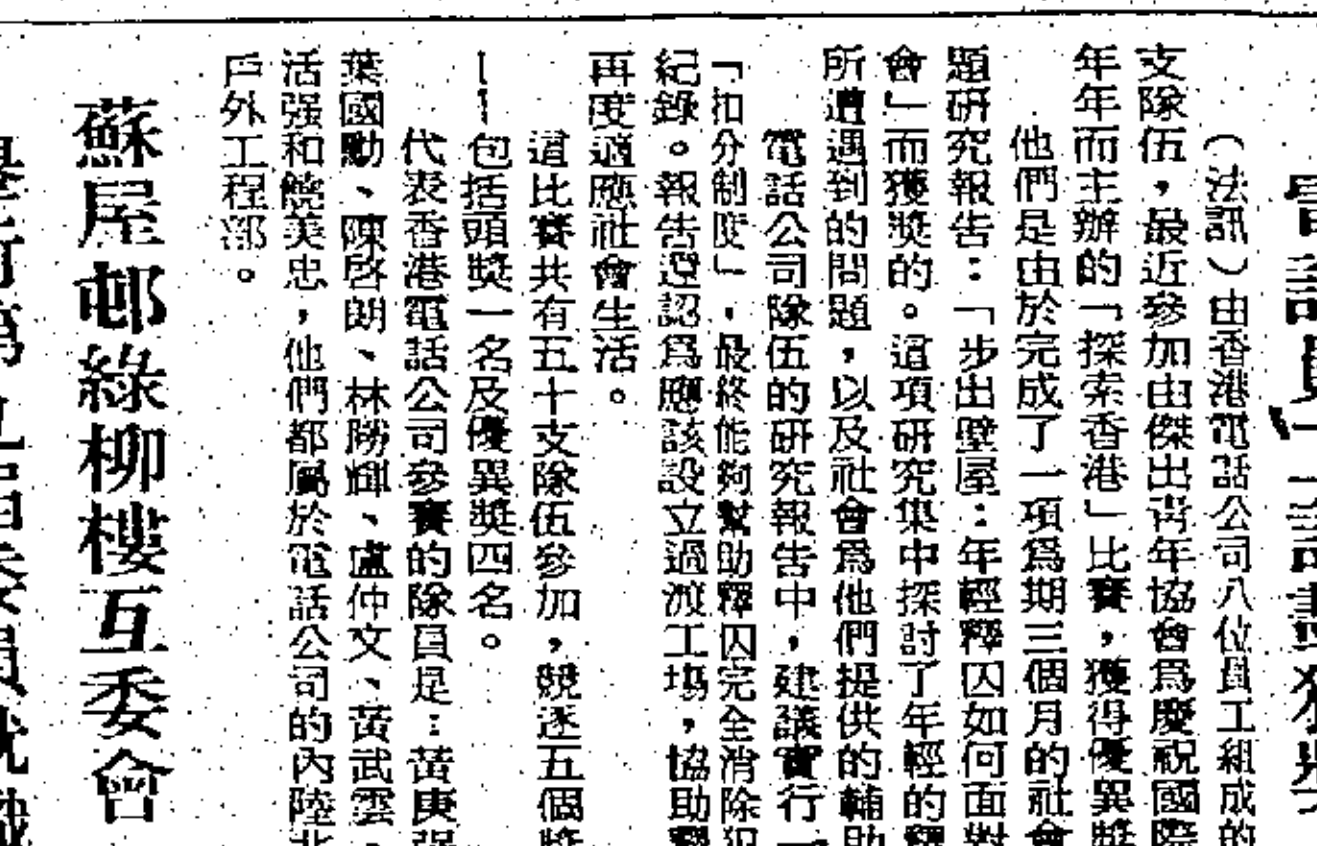 （法訊）由香港電話公司八位員工組成的
支隊伍，最近參加由傑出青年協會爲慶祝國際
年年而主辦的「探索香港」比賽，獲得優異獎
他們是由於完成了一項爲期三個月的社會
題研究報告：「步出壁屋：年輕釋囚如何面對
會」而獲獎的。這項研究集中探討了年輕的釋
所遭遇到的問題，以及社會爲他們提供的輔助
電話公司隊伍的研究報告中，建議實行一
「扣分制度」，最終能夠幫助釋囚完全消除犯
紀錄。報告還認爲應該設立過渡工塲，協助釋
再度適應社會生活。
這比賽共有五十支隊伍參加，競逐五個獎
——包括頭獎一名及優異獎四名。
代表香港電話公司參賽的隊員是：黃庚强
葉國勳、陳啓朗、林勝輝、盧仲文、黃武雲、
活强和饒美忠，他們都屬於電話公司的內陸北
戶外工程部。
蘇屋邨綠柳樓互委會